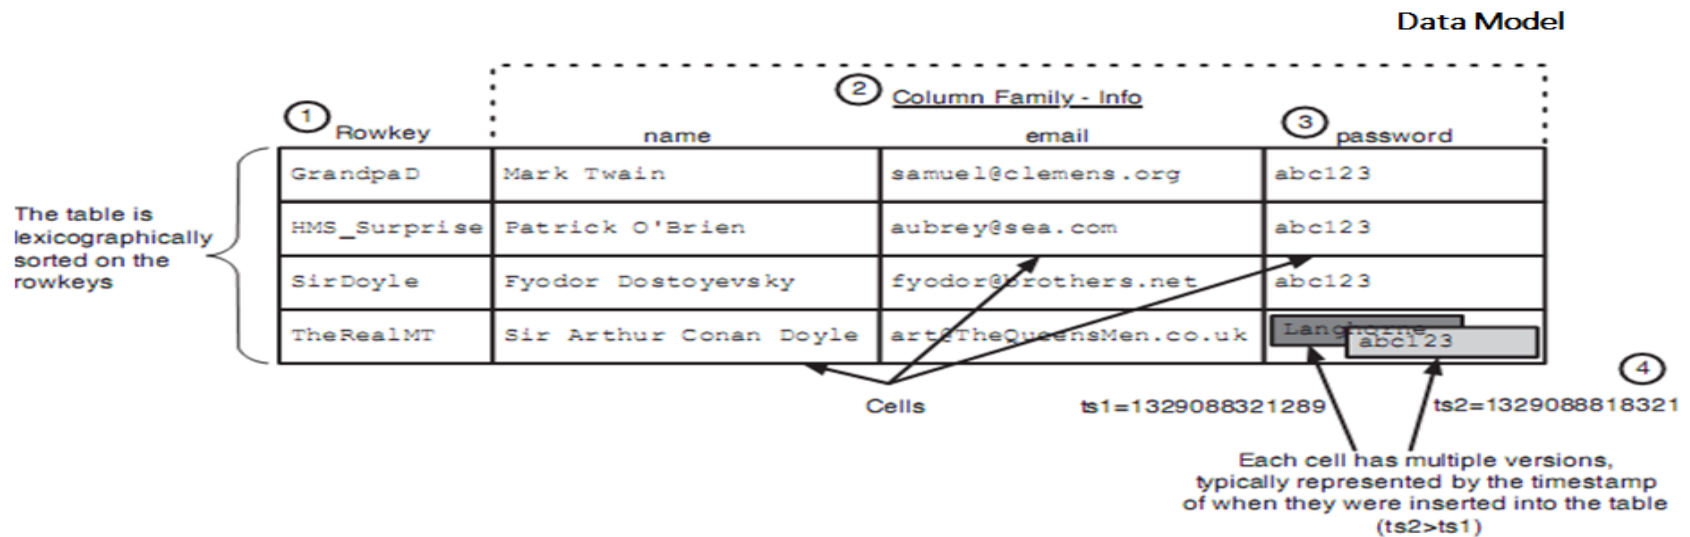 Data Model
2 Column Family - Info
1 Rowkey name email 3 password
GrandpaD Mark Twain samuel@clemens.org abc123
HMS_Surprise Patrick O'Brien aubrey@sea.com abc123
SirDoyle Fyodor Dostoyevsky fyodor@brothers.net abc123
TheRealMT Sir Arthur Conan Doyle art@TheQueensMen.co.uk Langhorne abc123
The table is
lexicographically
sorted on the
rowkeys
Cells
4
ts1=1329088321289 ts2=1329088818321
Each cell has multiple versions,
typically represented by the timestamp
of when they were inserted into the table
(ts2>ts1)